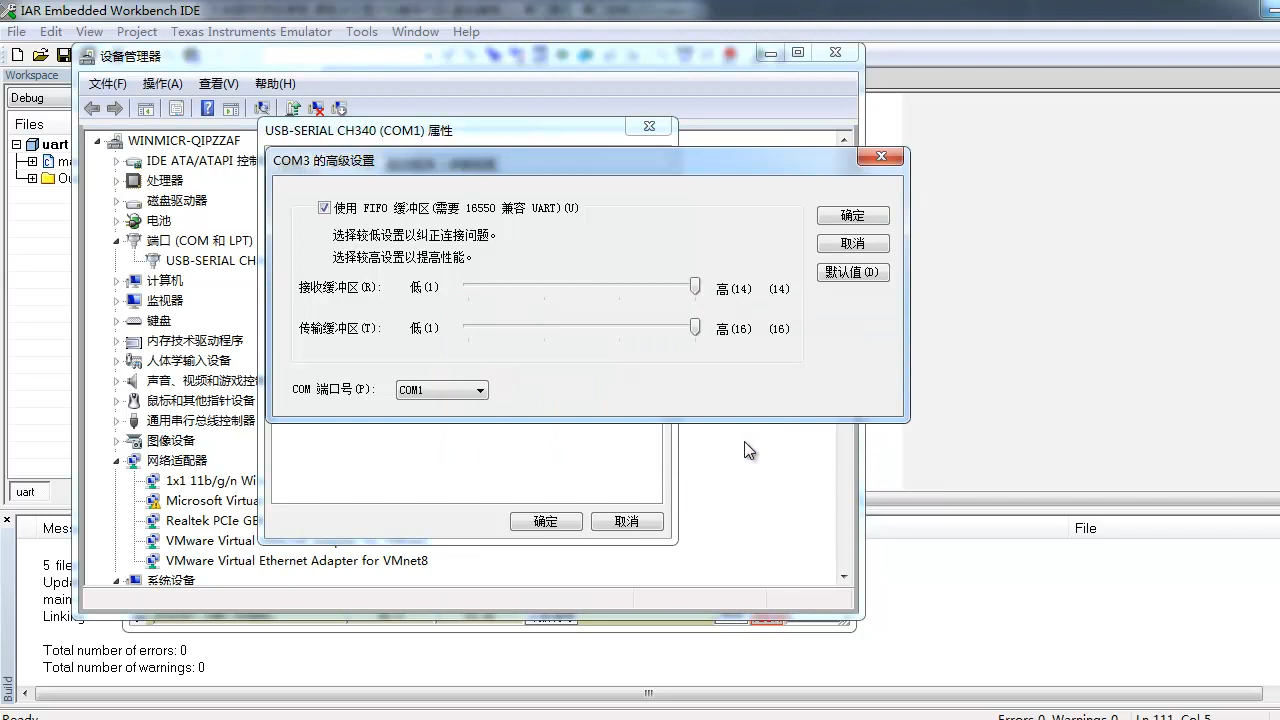 IAR Embedded Workbench IDE
File Edit View Project Texas Instruments Emulator Tools Window Help
Workspace
Debug
Files
uart
uart
设备管理器
文件(F) 操作(A) 查看(V) 帮助(H)
WINMICR-QIPZZAF
IDE ATA/ATAPI 控制
处理器
磁盘驱动器
电池
端口 (COM 和 LPT)
USB-SERIAL CH
计算机
监视器
键盘
内存技术驱动程序
人体学输入设备
声音、视频和游戏控
鼠标和其他指针设备
通用串行总线控制器
图像设备
网络适配器
1x1 11b/g/n Wi
Microsoft Virtua
Realtek PCIe GB
VMware Virtual
VMware Virtual Ethernet Adapter for VMnet8
系统设备
USB-SERIAL CH340 (COM1) 属性
COM3 的高级设置
使用 FIFO 缓冲区(需要 16550 兼容 UART)(U)
选择较低设置以纠正连接问题。
选择较高设置以提高性能。
接收缓冲区(R): 低(1) 高(14) (14)
传输缓冲区(T): 低(1) 高(16) (16)
COM 端口号(P): COM1
确定
取消
默认值(D)
确定 取消
Mess File
5 file
Upda
main
Linking
Total number of errors: 0
Total number of warnings: 0
Build
Ready Errors 0, Warnings 0 Ln 111, Col 5